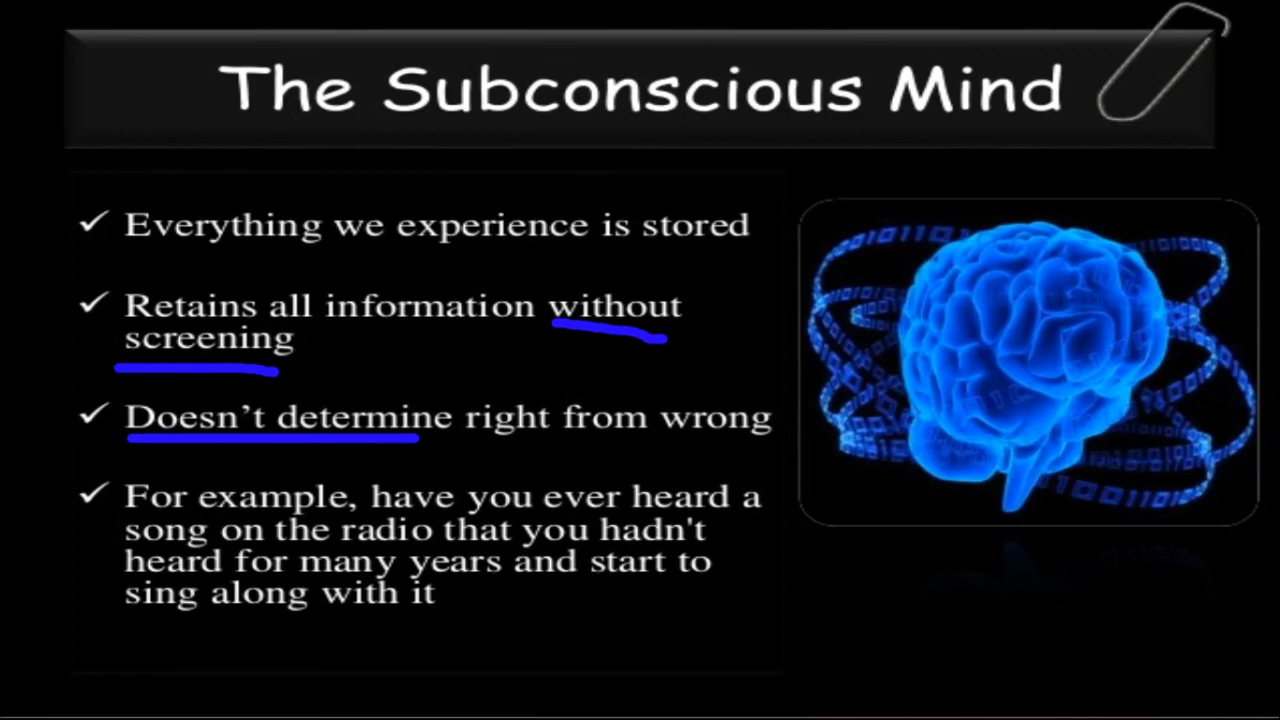 The Subconscious Mind
Everything we experience is stored
Retains all information without
screening
Doesn't determine right from wrong
For example, have you ever heard a
song on the radio that you hadn't
heard for many years and start to
sing along with it